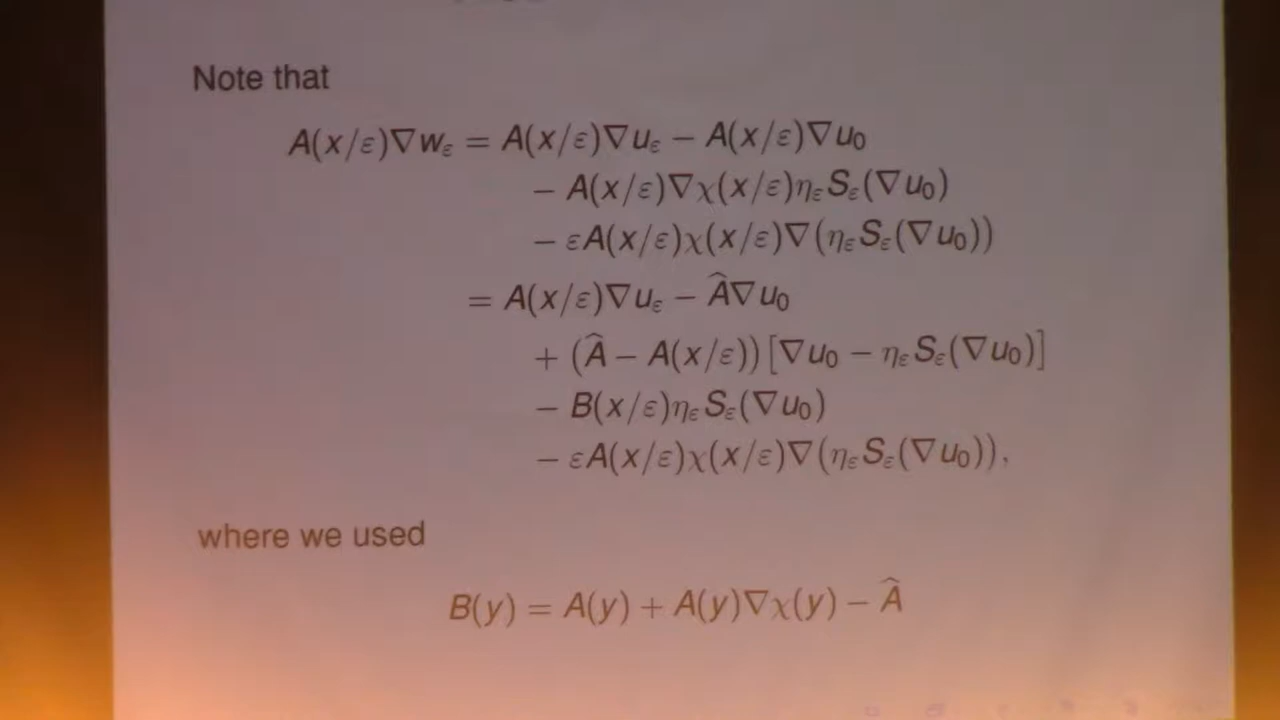 Note that
A(x/ε)∇w_ε = A(x/ε)∇u_ε − A(x/ε)∇u_0
− A(x/ε)∇χ(x/ε)η_ε S_ε(∇u_0)
− εA(x/ε)χ(x/ε)∇(η_ε S_ε(∇u_0))
= A(x/ε)∇u_ε − Â∇u_0
+ (Â − A(x/ε))[∇u_0 − η_ε S_ε(∇u_0)]
− B(x/ε)η_ε S_ε(∇u_0)
− εA(x/ε)χ(x/ε)∇(η_ε S_ε(∇u_0)),
where we used
B(y) = A(y) + A(y)∇χ(y) − Â